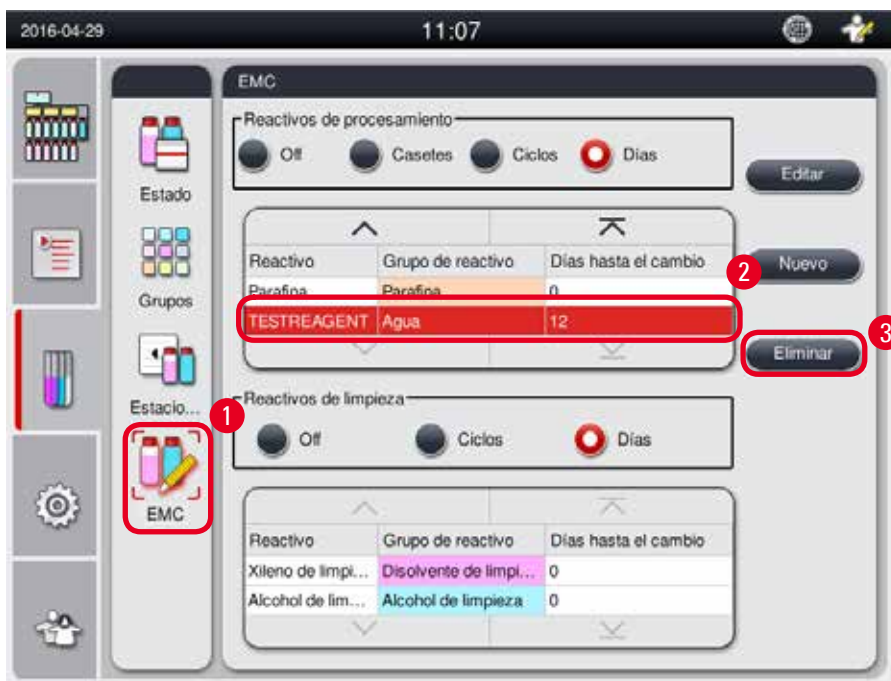 2016-04-29 11:07
EMC
Reactivos de procesamiento
Off Casetes Ciclos Días
Editar
Estado
Reactivo Grupo de reactivo Días hasta el cambio
2 Nuevo
Parafina Parafina 0
Grupos
TESTREAGENT Agua 12
3
Eliminar
Estacio...
1
Reactivos de limpieza
Off Ciclos Días
EMC
Reactivo Grupo de reactivo Días hasta el cambio
Xileno de limpi... Disolvente de limpi... 0
Alcohol de lim... Alcohol de limpieza 0